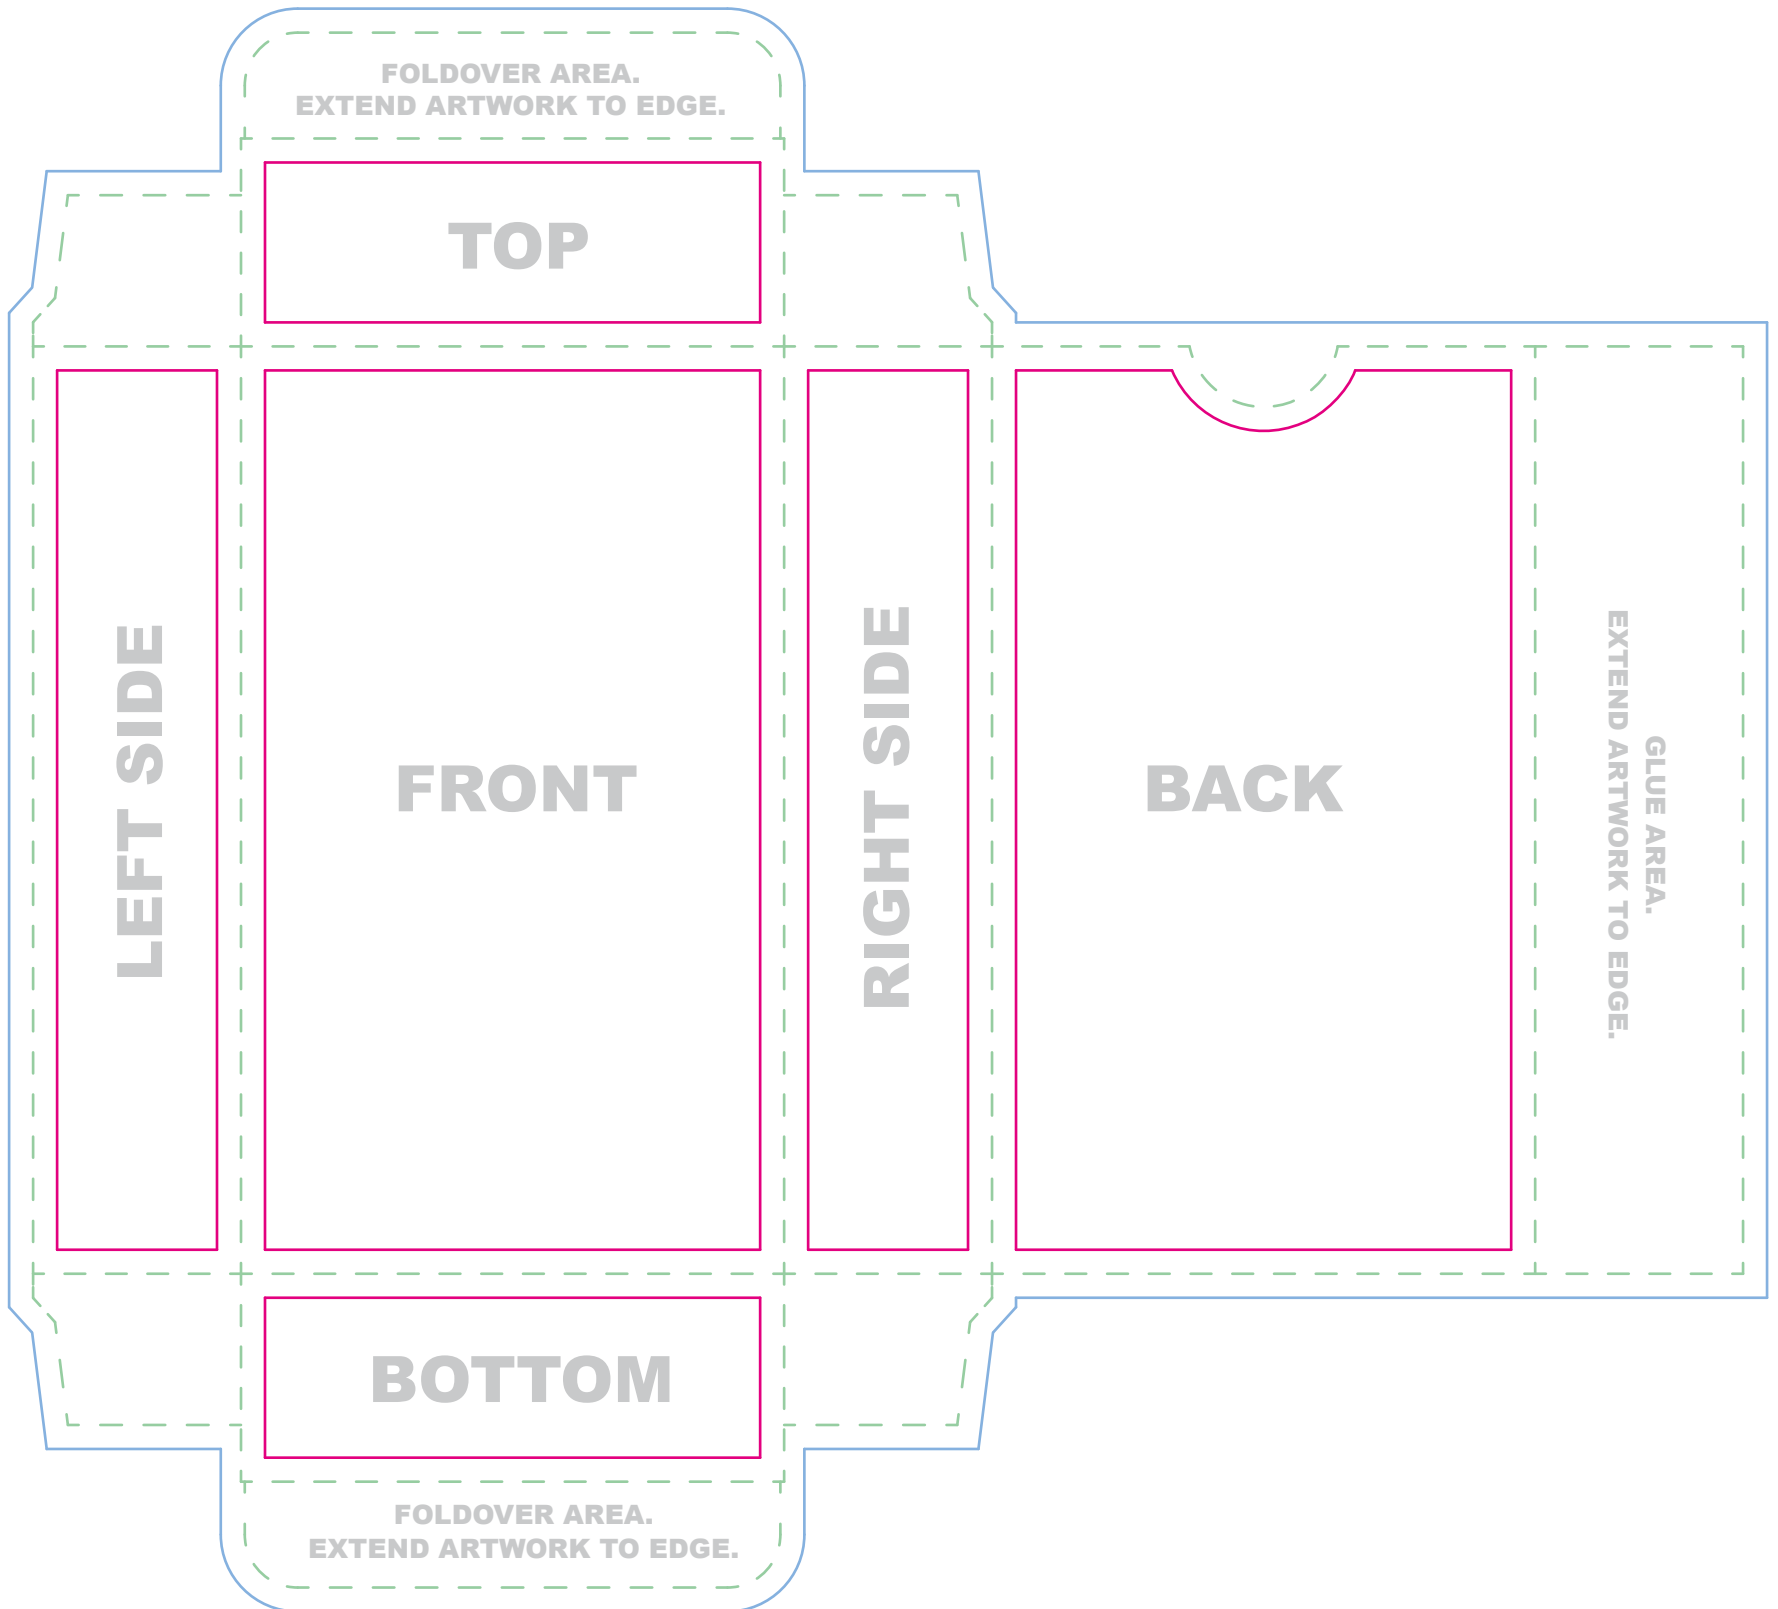 FOLDOVER AREA.
EXTEND ARTWORK TO EDGE.
TOP
LEFT SIDE
FRONT
RIGHT SIDE
BACK
GLUE AREA.
EXTEND ARTWORK TO EDGE.
BOTTOM
FOLDOVER AREA.
EXTEND ARTWORK TO EDGE.